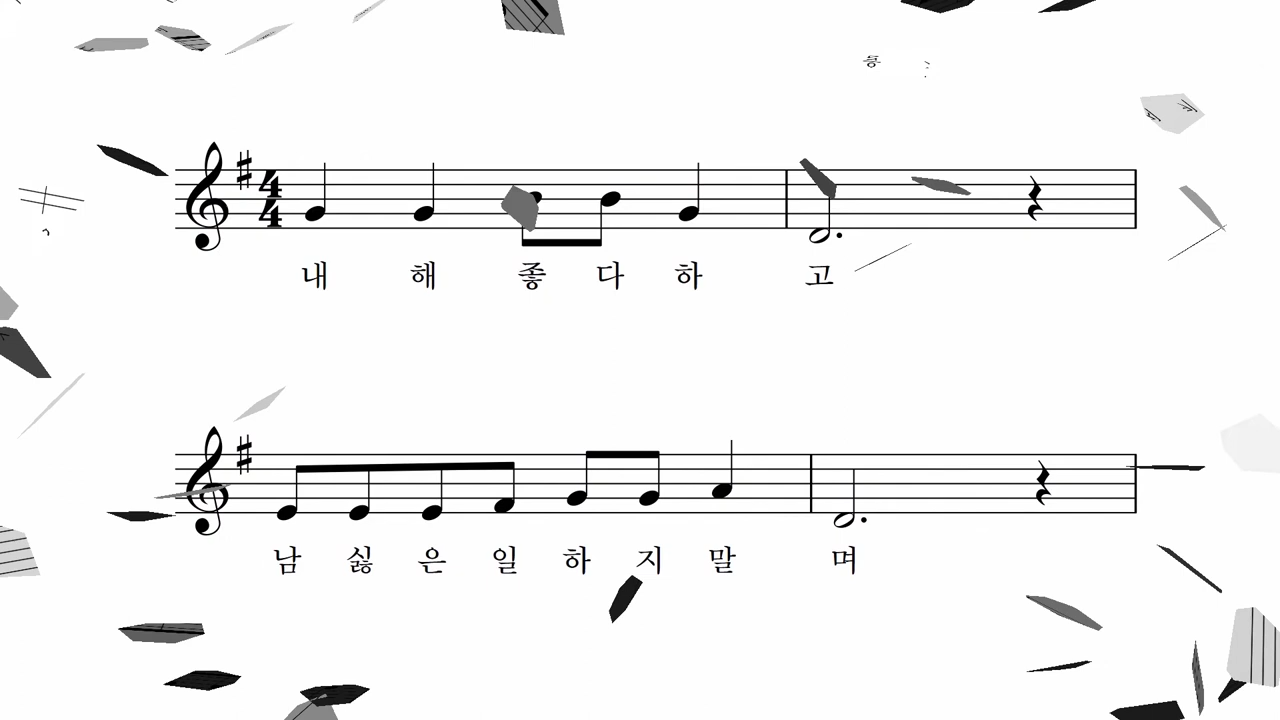 내 해 좋 다 하 고
남 싫 은 일 하 지 말 며